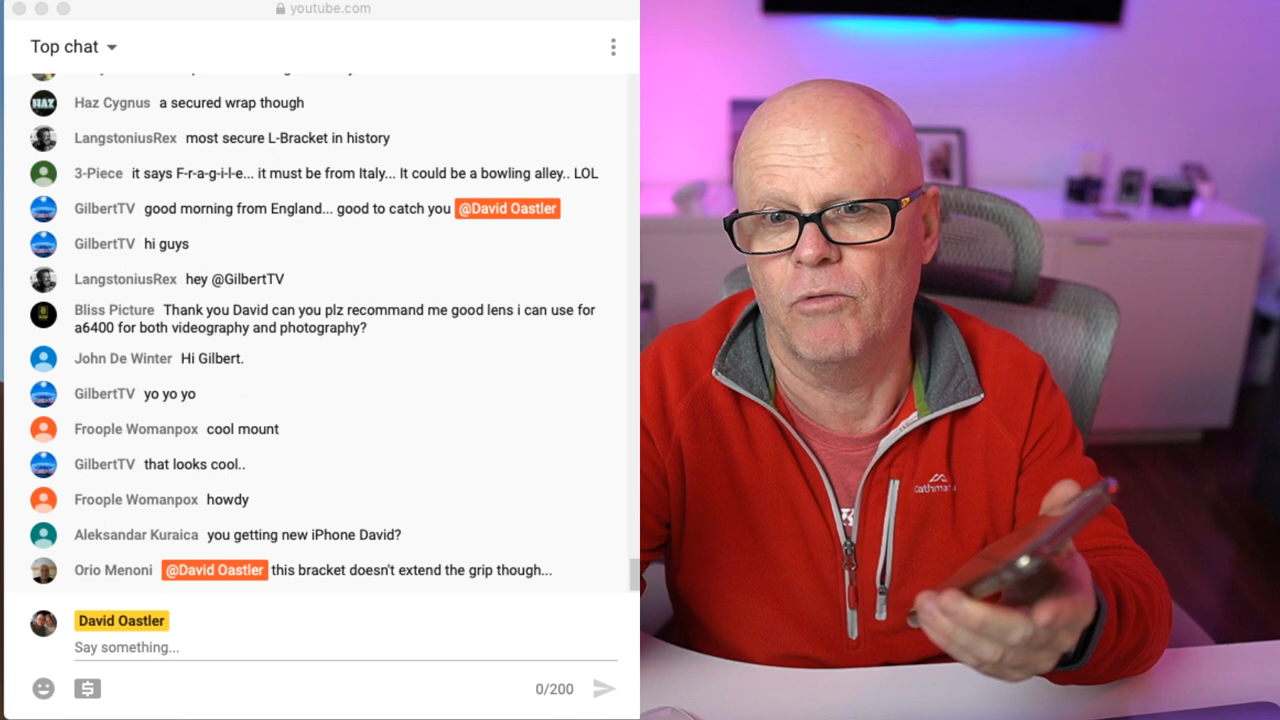 youtube.com
Top chat
Haz Cygnus a secured wrap though
LangstoniusRex most secure L-Bracket in history
3-Piece it says F-r-a-g-i-l-e... it must be from Italy... It could be a bowling alley.. LOL
GilbertTV good morning from England... good to catch you @David Oastler
GilbertTV hi guys
LangstoniusRex hey @GilbertTV
Bliss Picture Thank you David can you plz recommand me good lens i can use for
a6400 for both videography and photography?
John De Winter Hi Gilbert.
GilbertTV yo yo yo
Froople Womanpox cool mount
GilbertTV that looks cool..
Froople Womanpox howdy
Aleksandar Kuraica you getting new iPhone David?
Orio Menoni @David Oastler this bracket doesn't extend the grip though...
David Oastler
Say something...
0/200
HAZ